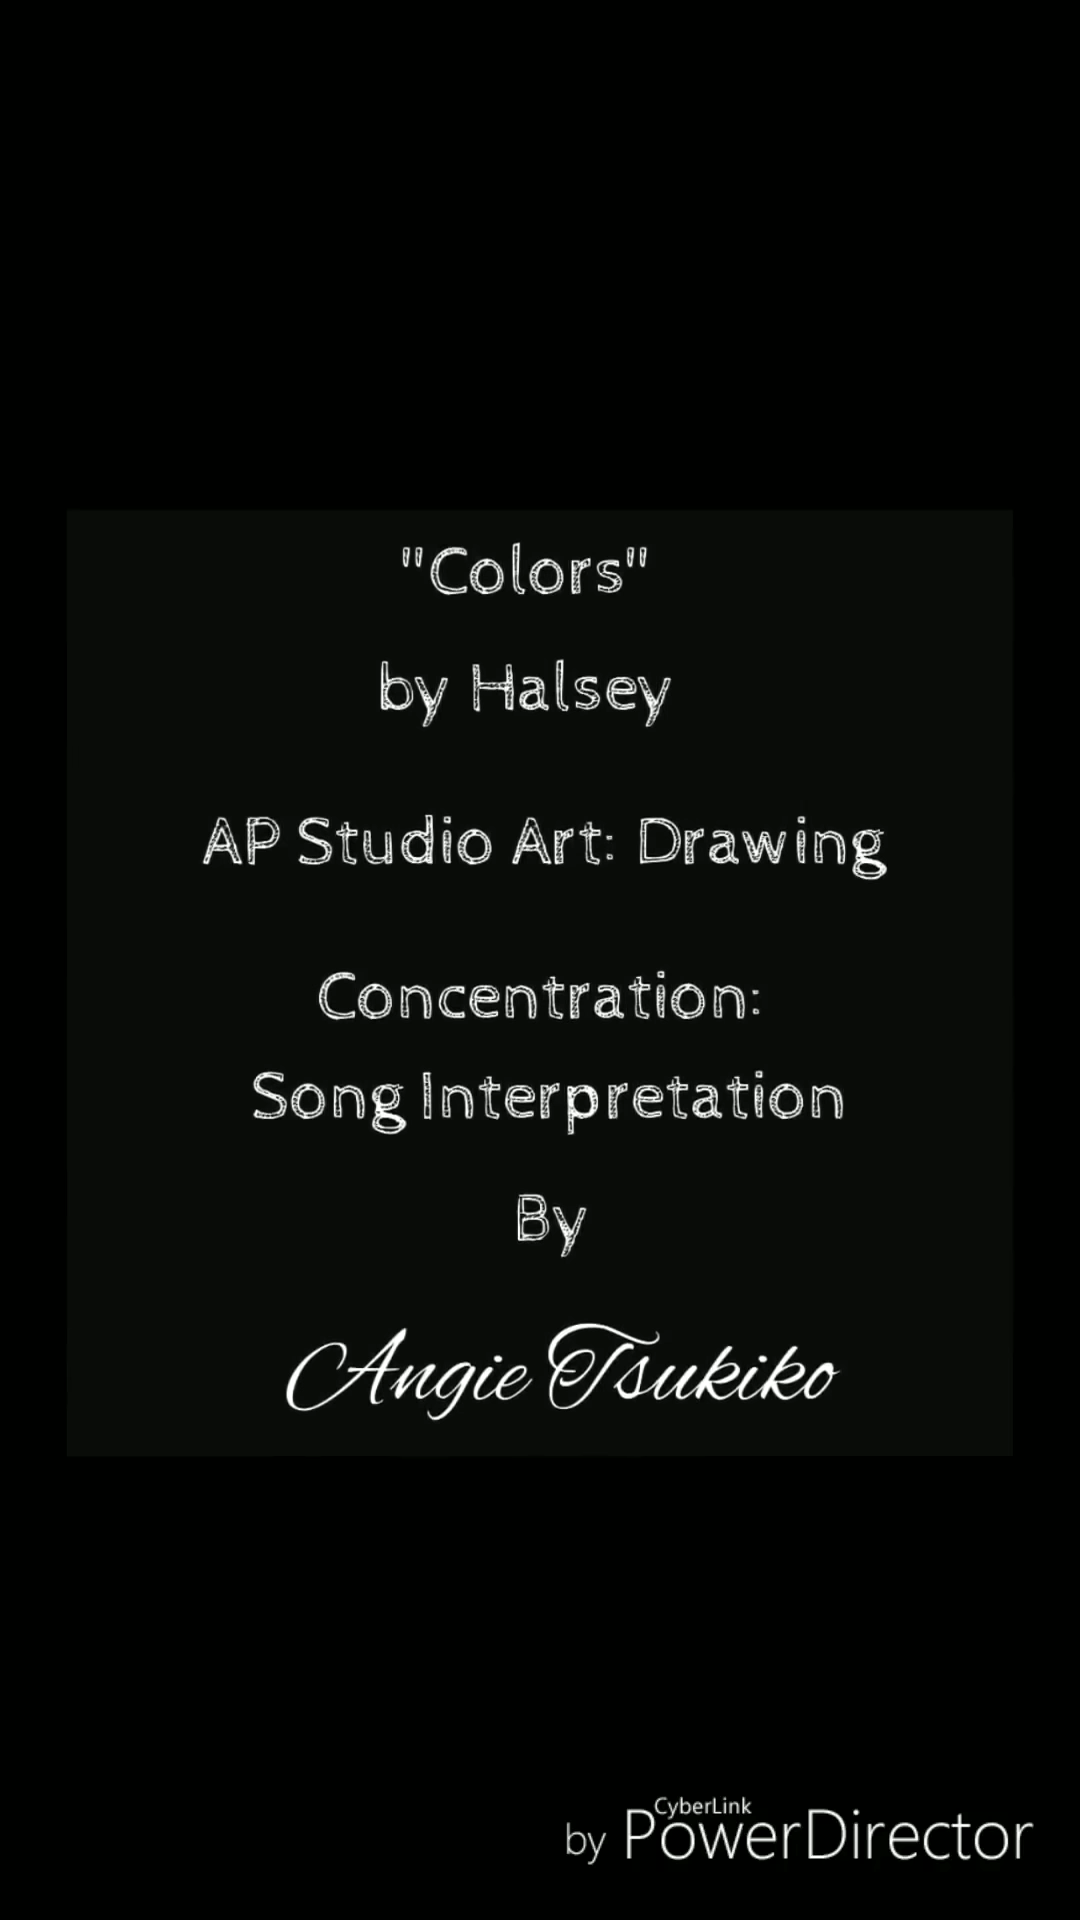 "Colors"
by Halsey
AP Studio Art: Drawing
Concentration:
Song Interpretation
By
Angie Tsukiko
CyberLink
by PowerDirector